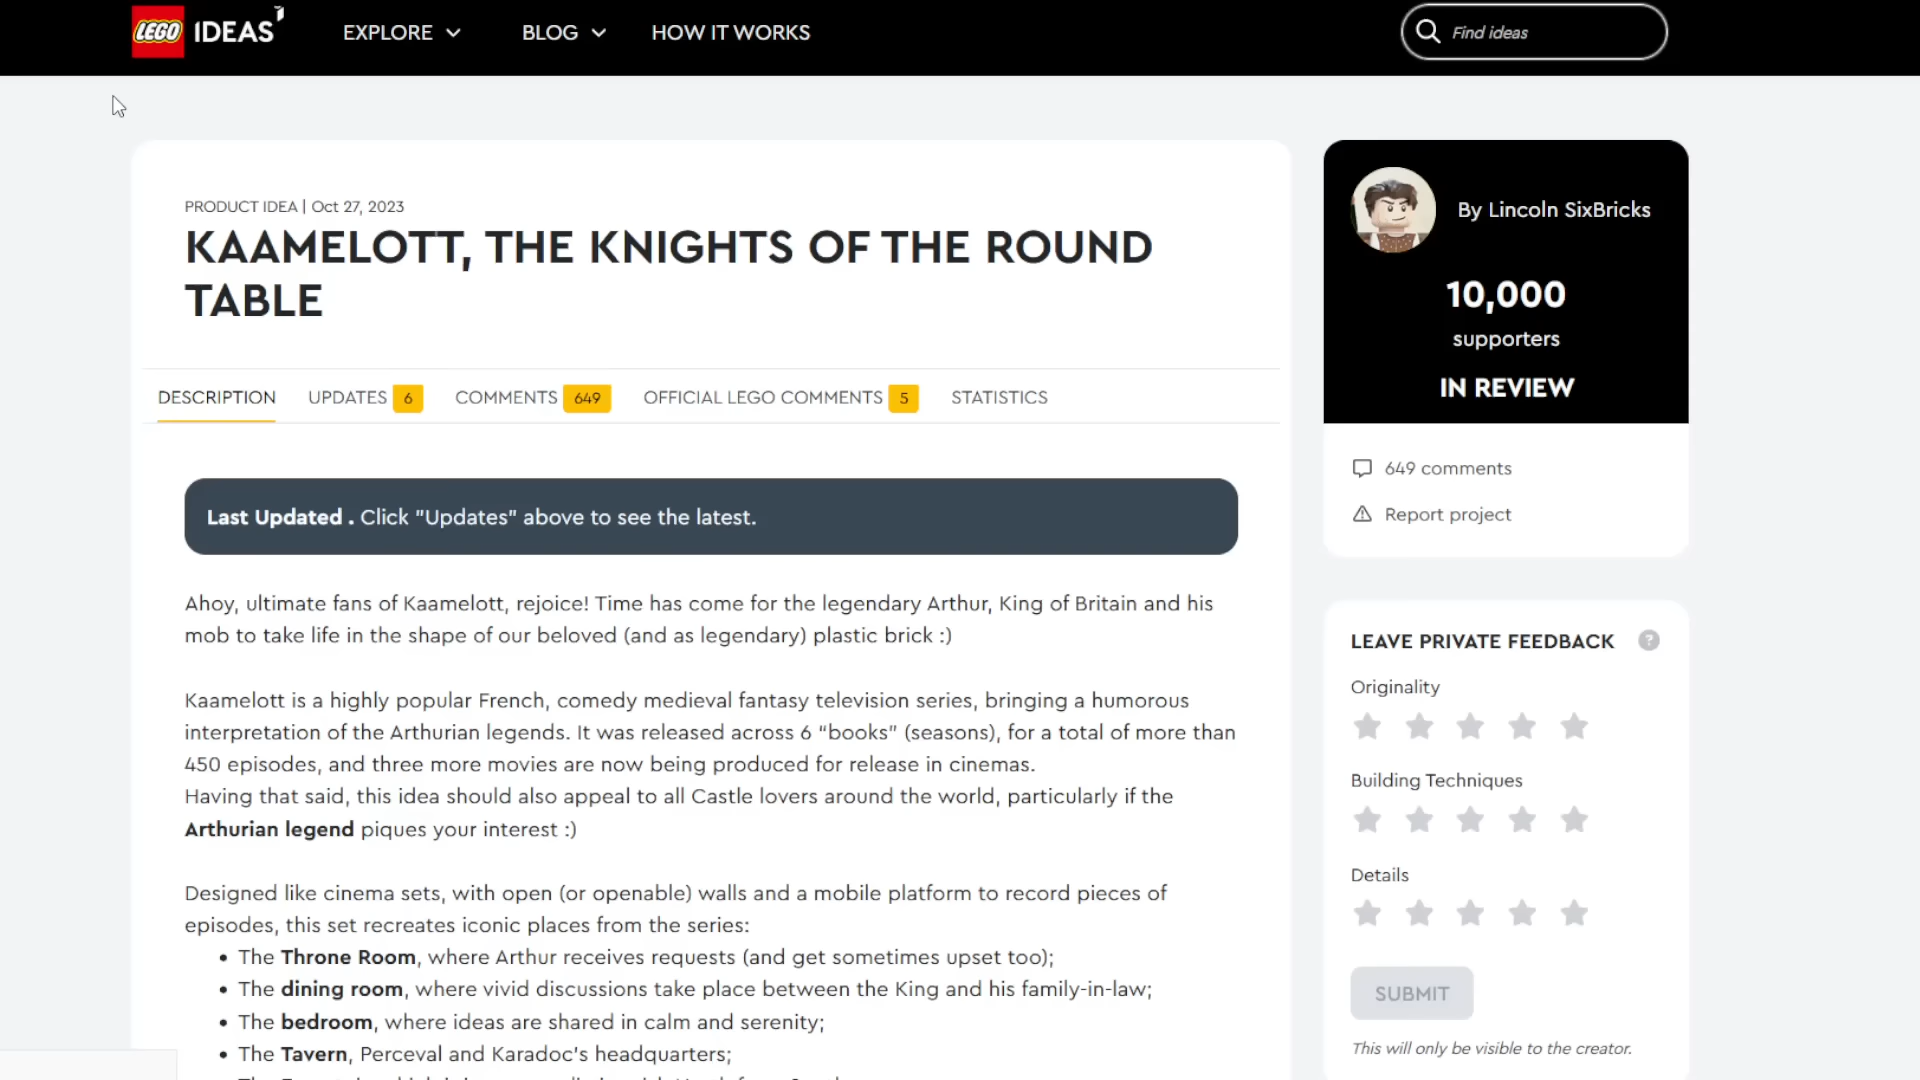 LEGO IDEAS EXPLORE BLOG HOW IT WORKS Find ideas
PRODUCT IDEA | Oct 27, 2023
KAAMELOTT, THE KNIGHTS OF THE ROUND
TABLE
DESCRIPTION UPDATES 6 COMMENTS 649 OFFICIAL LEGO COMMENTS 5 STATISTICS
Last Updated . Click "Updates" above to see the latest.
Ahoy, ultimate fans of Kaamelott, rejoice! Time has come for the legendary Arthur, King of Britain and his
mob to take life in the shape of our beloved (and as legendary) plastic brick :)
Kaamelott is a highly popular French, comedy medieval fantasy television series, bringing a humorous
interpretation of the Arthurian legends. It was released across 6 “books” (seasons), for a total of more than
450 episodes, and three more movies are now being produced for release in cinemas.
Having that said, this idea should also appeal to all Castle lovers around the world, particularly if the
Arthurian legend piques your interest :)
Designed like cinema sets, with open (or openable) walls and a mobile platform to record pieces of
episodes, this set recreates iconic places from the series:
• The Throne Room, where Arthur receives requests (and get sometimes upset too);
• The dining room, where vivid discussions take place between the King and his family-in-law;
• The bedroom, where ideas are shared in calm and serenity;
• The Tavern, Perceval and Karadoc's headquarters;
By Lincoln SixBricks
10,000
supporters
IN REVIEW
649 comments
Report project
LEAVE PRIVATE FEEDBACK ?
Originality
Building Techniques
Details
SUBMIT
This will only be visible to the creator.